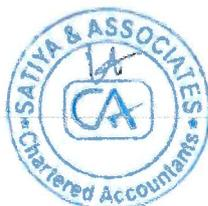 SATIYA & ASSOCIATES
CA
Chartered Accountants